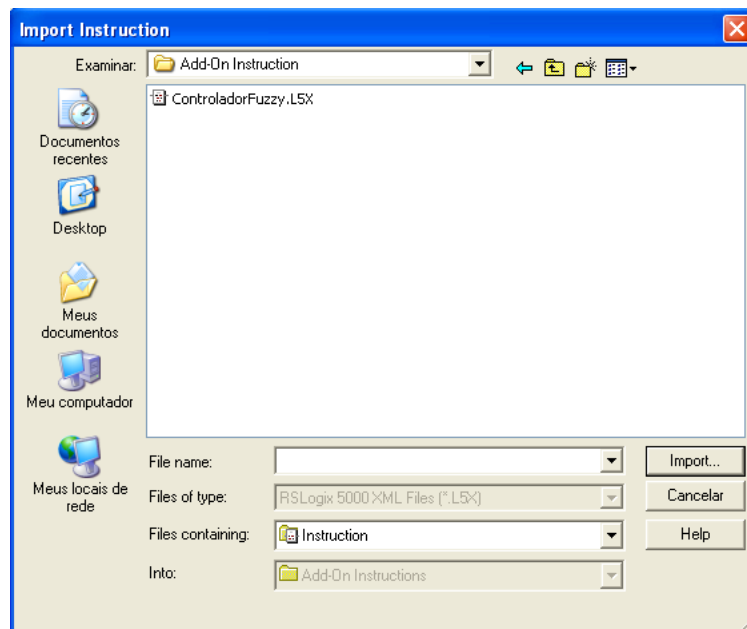 Import Instruction
Examinar:
Add-On Instruction
ControladorFuzzy.L5X
Documentos
recentes
Desktop
Meus
documentos
Meu computador
Meus locais de
rede
File name:
Import...
Files of type:
RSLogix 5000 XML Files (*.L5X)
Cancelar
Files containing:
Instruction
Help
Into:
Add-On Instructions